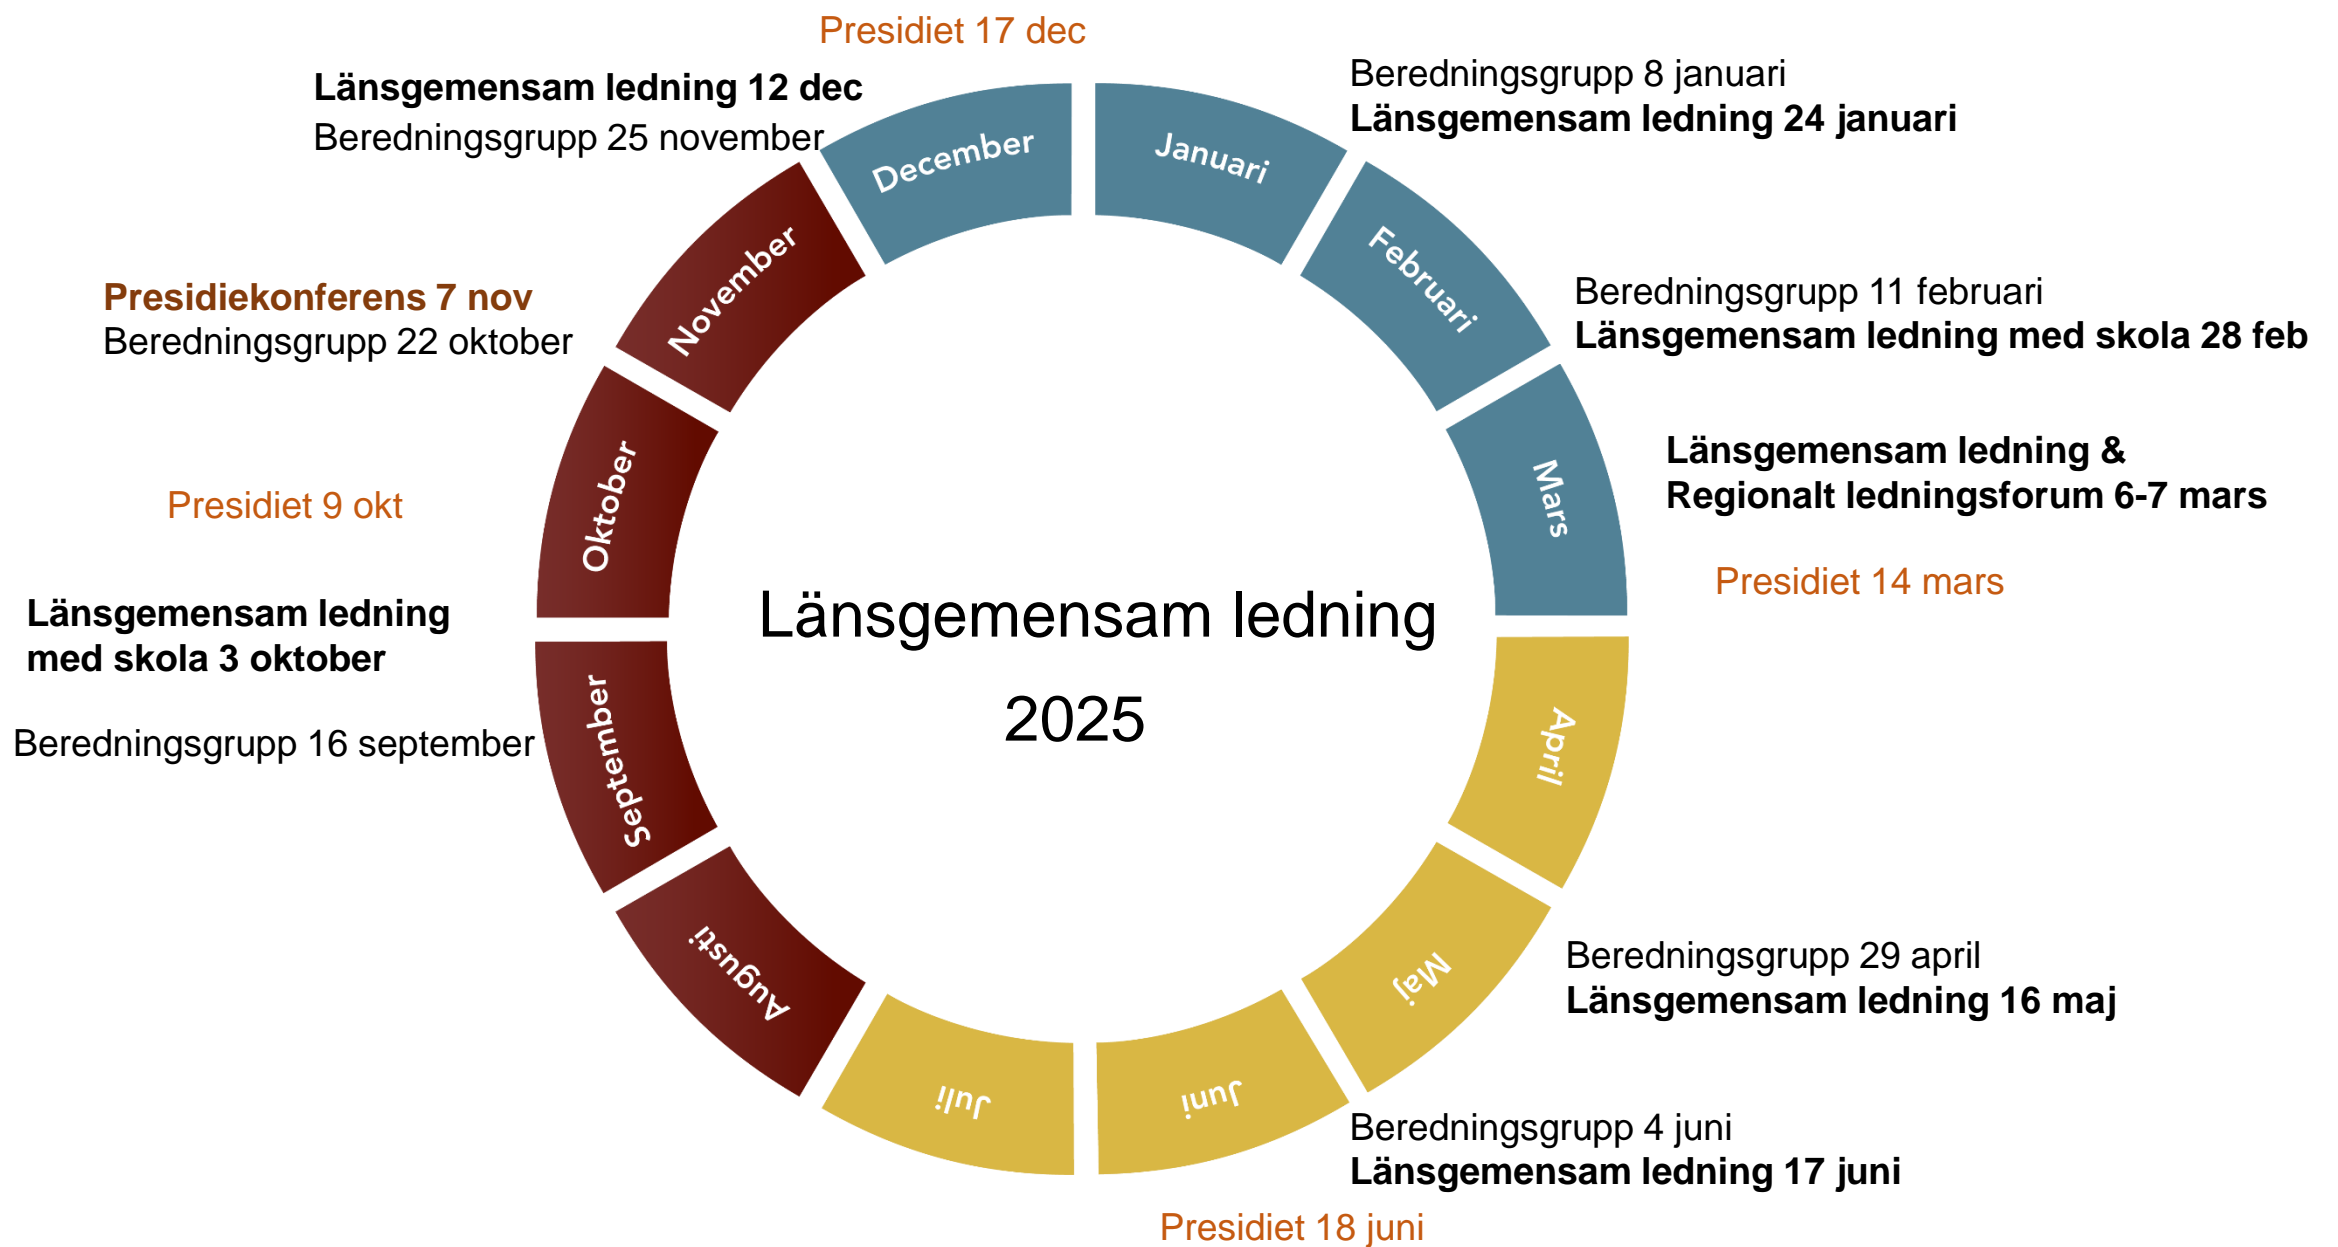 Presidiet 17 dec
Länsgemensam ledning 12 dec
Beredningsgrupp 25 november
Beredningsgrupp 8 januari
Länsgemensam ledning 24 januari
December
Januari
November
Februari
Presidiekonferens 7 nov
Beredningsgrupp 22 oktober
Beredningsgrupp 11 februari
Länsgemensam ledning med skola 28 feb
Oktober
Mars
Länsgemensam ledning &
Regionalt ledningsforum 6-7 mars
Presidiet 9 okt
Presidiet 14 mars
Länsgemensam ledning
med skola 3 oktober
Länsgemensam ledning
2025
Beredningsgrupp 16 september
September
April
Augusti
Maj
Beredningsgrupp 29 april
Länsgemensam ledning 16 maj
Juli
Juni
Beredningsgrupp 4 juni
Länsgemensam ledning 17 juni
Presidiet 18 juni